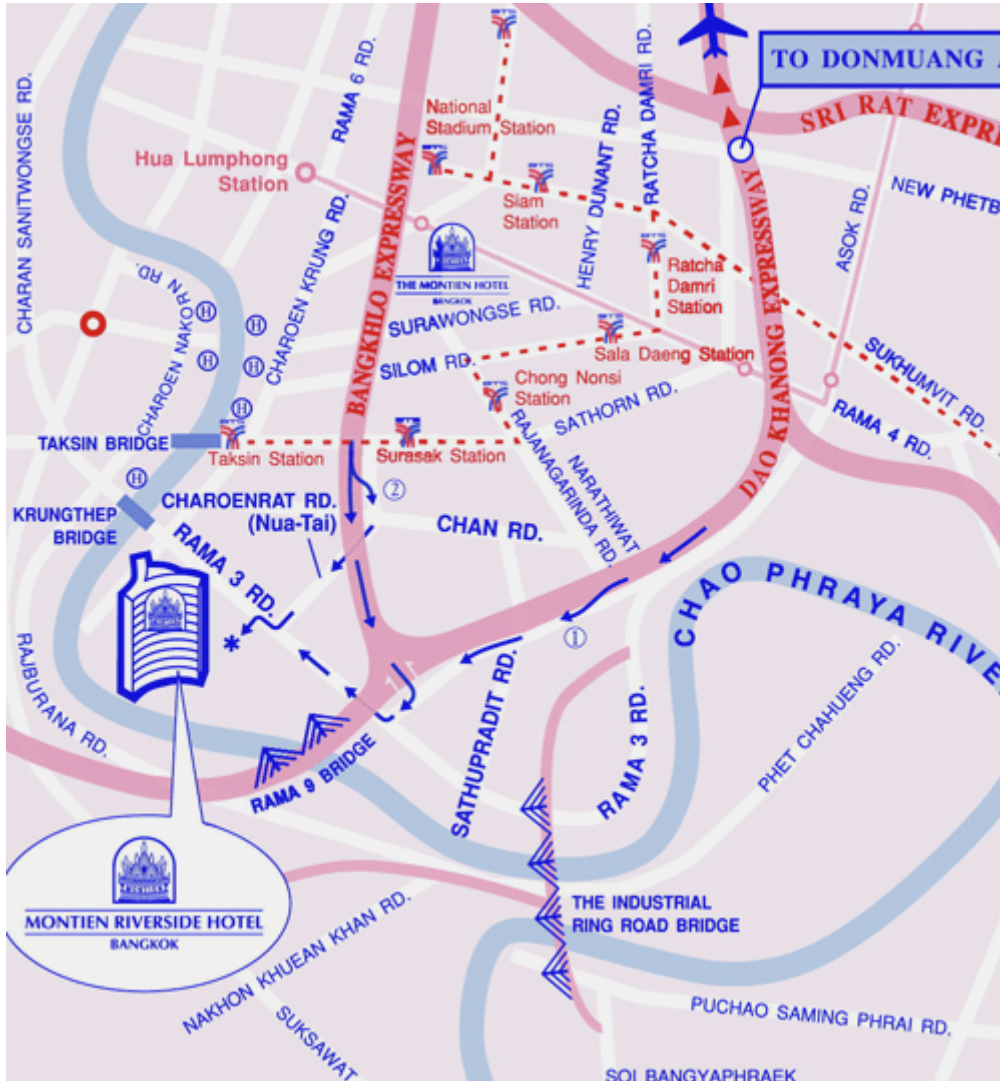 TO DONMUANG A
SRI RAT EXPRE
NEW PHETB
CHARAN SANITWONGSE RD.
RAMA 6 RD.
National
Stadium Station
HENRY DUNANT RD.
RATCHA DAMRI RD.
Hua Lumphong
Station
BANGKHLO EXPRESSWAY
Siam
Station
ASOK RD.
CHAROEN KRUNG RD.
CHAROEN NAKORN RD.
THE MONTIEN HOTEL
BANGKOK
Ratcha
Damri
Station
DAO KHANONG EXPRESSWAY
SURAWONGSE RD.
SILOM RD.
Sala Daeng Station
SUKHUMVIT RD.
Chong Nonsi
Station
SATHORN RD.
RAMA 4 RD.
H
H
H
H
H
H
TAKSIN BRIDGE
Taksin Station
Surasak Station
NARATHIWAT
RAJANAGARINDA RD.
KRUNGTHEP
BRIDGE
CHAROENRAT RD.
(Nua-Tai)
②
CHAN RD.
RAMA 3 RD.
CHAO PHRAYA RIVE
①
*
RAJBURANA RD.
SATHUPRADIT RD.
RAMA 3 RD.
PHET CHAHUENG RD.
RAMA 9 BRIDGE
MONTIEN RIVERSIDE HOTEL
BANGKOK
THE INDUSTRIAL
RING ROAD BRIDGE
NAKHON KHUEAN KHAN RD.
SUKSAWAT
PUCHAO SAMING PHRAI RD.
SOI BANGYAPHRAEK